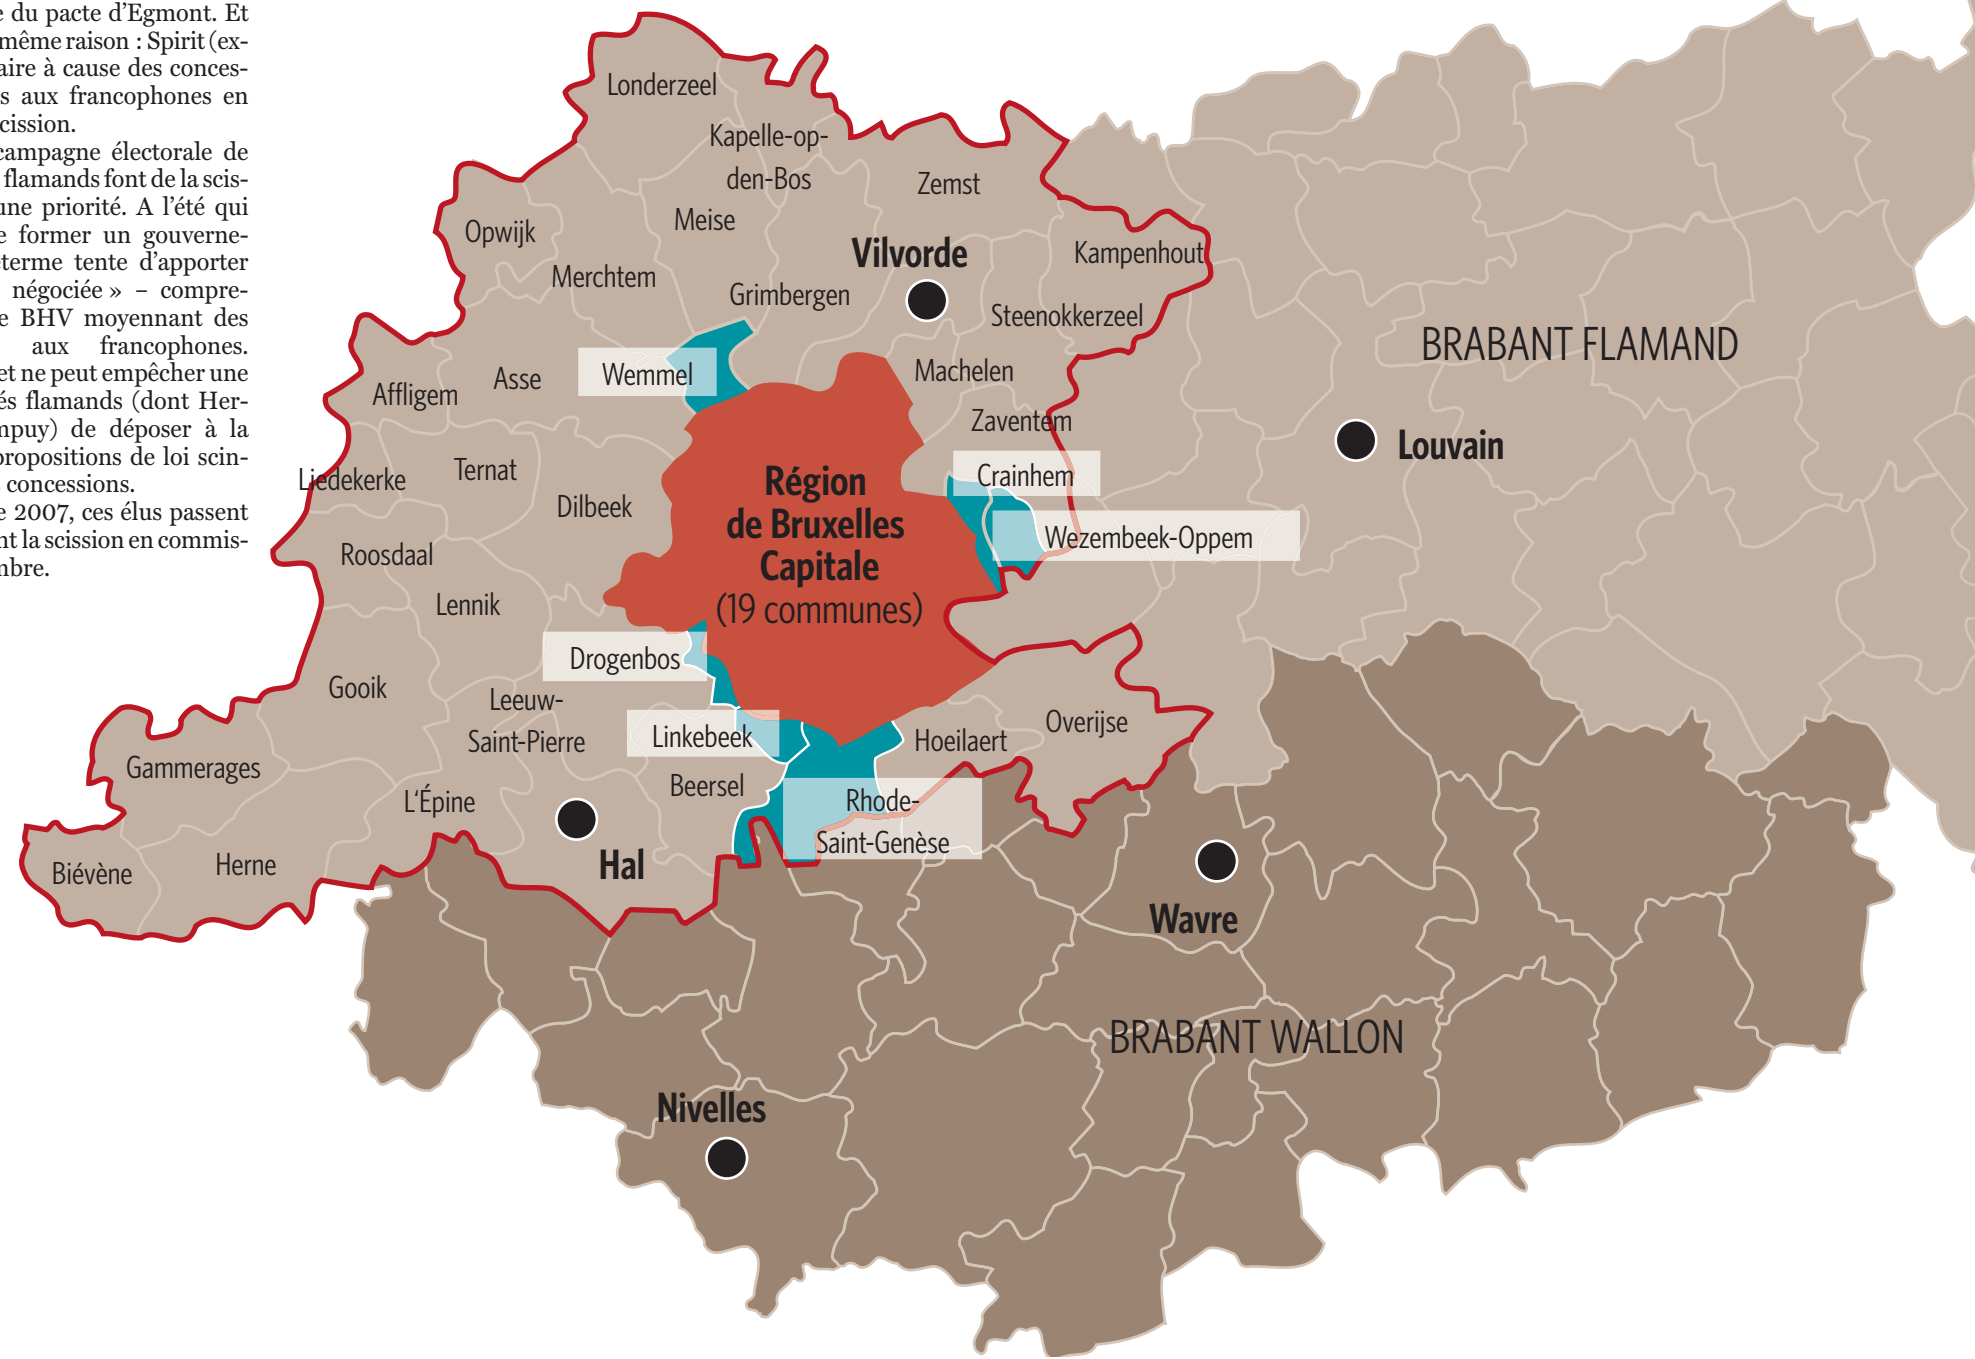 e du pacte d'Egmont. Et
même raison : Spirit (ex-
aire à cause des conces-
s aux francophones en
cission.
campagne électorale de
flamands font de la scis-
une priorité. A l'été qui
e former un gouverne-
eterme tente d'apporter
négociée » – compre-
e BHV moyennant des
aux francophones.
et ne peut empêcher une
és flamands (dont Her-
mpuy) de déposer à la
propositions de loi scin-
s concessions.
e 2007, ces élus passent
nt la scission en commis-
mbre.
Londerzeel
Kapelle-op-
den-Bos
Zemst
Meise
Opwijk
Vilvorde
Kampenhout
Merchtem
Grimbergen
Steenokkerzeel
BRABANT FLAMAND
Wemmel
Machelen
Asse
Affligem
Zaventem
Louvain
Ternat
Liedekerke
Crainhem
Dilbeek
Région
de Bruxelles
Capitale
(19 communes)
Wezembeek-Oppem
Roosdaal
Lennik
Drogenbos
Gooik
Leeuw-
Saint-Pierre
Linkebeek
Hoeilaert
Overijse
Gammerages
Beersel
L'Épine
Rhode-
Saint-Genèse
Hal
Herne
Biévène
Wavre
BRABANT WALLON
Nivelles